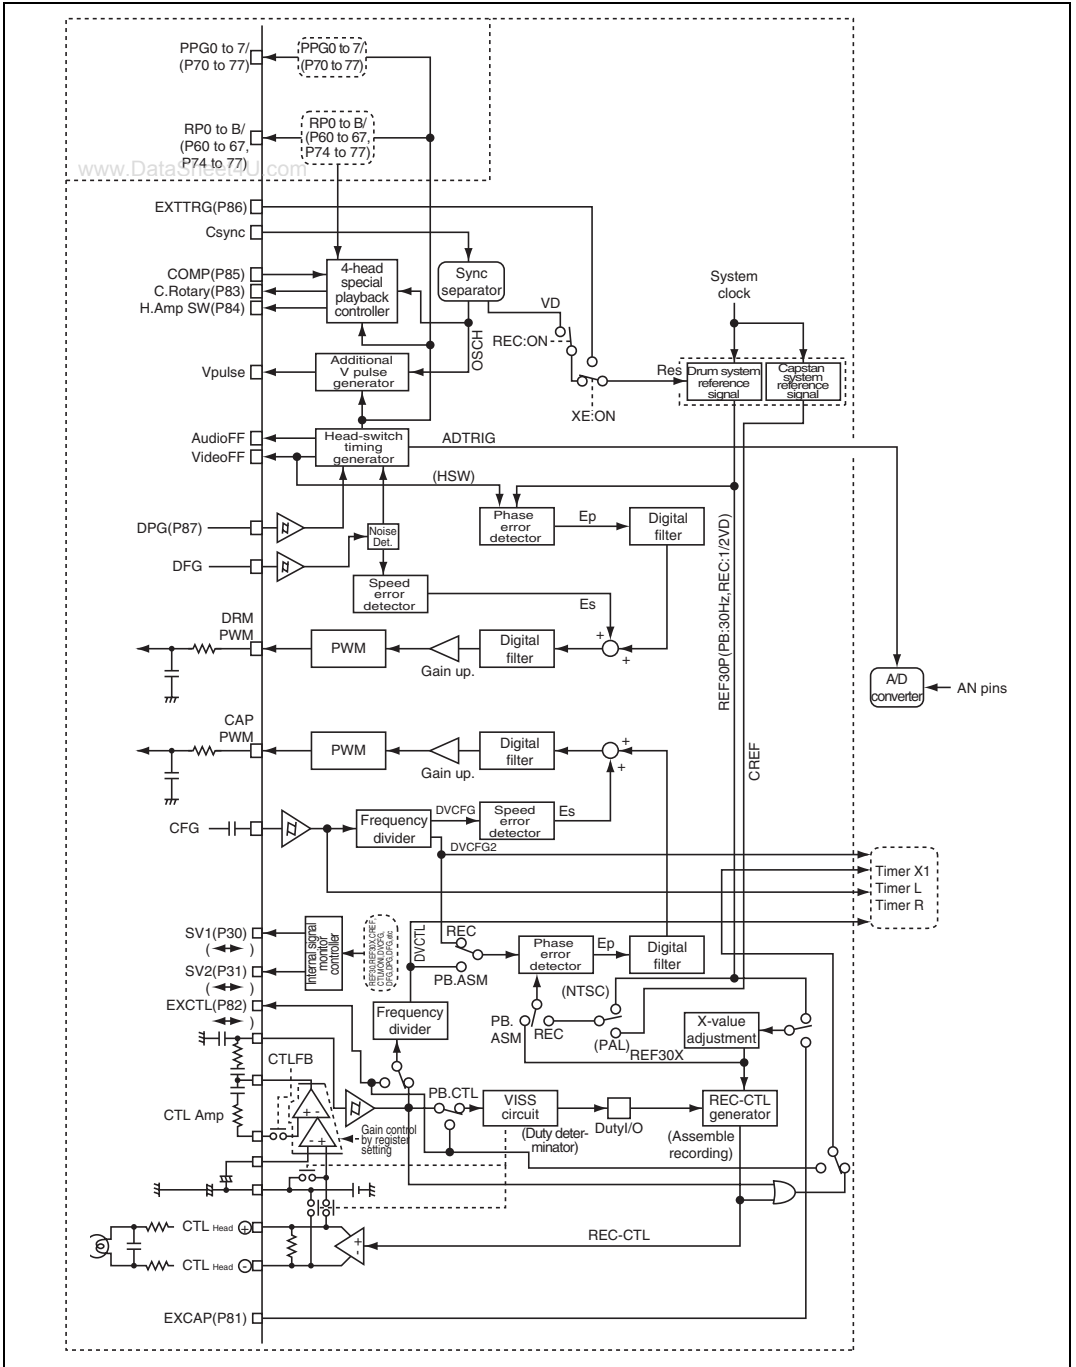 PPG0 to 7/
(P70 to 77)
PPG0 to 7/
(P70 to 77)
RP0 to B/
(P60 to 67,
P74 to 77)
RP0 to B/
(P60 to 67,
P74 to 77)
www.DataSheet4U.com
EXTTRG(P86)
Csync
COMP(P85)
C.Rotary(P83)
H.Amp SW(P84)
4-head
special
playback
controller
Sync
separator
System
clock
VD
REC:ON
OSCH
Vpulse
Additional
V pulse
generator
Res
Drum system
reference
signal
Capstan
system
reference
signal
XE:ON
AudioFF
VideoFF
Head-switch
timing
generator
ADTRIG
(HSW)
DPG(P87)
Noise
Det.
Phase
error
detector
Ep
Digital
filter
DFG
Speed
error
detector
Es
REF30P(PB:30Hz,REC:1/2VD)
DRM
PWM
PWM
Gain up.
Digital
filter
+
+
A/D
converter
AN pins
CAP
PWM
PWM
Gain up.
Digital
filter
+
+
CREF
CFG
Frequency
divider
DVCFG
Speed
error
detector
Es
DVCFG2
Timer X1
Timer L
Timer R
SV1(P30)
( )
SV2(P31)
( )
Internal signal
monitor
controller
REF30,REF30X,CREF,
CTLMONI,DVCFG,
DFG,DPG,DFG,etc
DVCTL
REC
PB.ASM
Phase
error
detector
Ep
Digital
filter
EXCTL(P82)
)
Frequency
divider
(NTSC)
PB.
ASM
REC
(PAL)
X-value
adjustment
REF30X
CTLFB
CTL Amp
+ -
- +
Gain control
by register
setting
PB.CTL
VISS
circuit
(Duty deter-
minator)
DutyI/O
REC-CTL
generator
(Assemble
recording)
CTL Head +
CTL Head -
+
-
REC-CTL
EXCAP(P81)